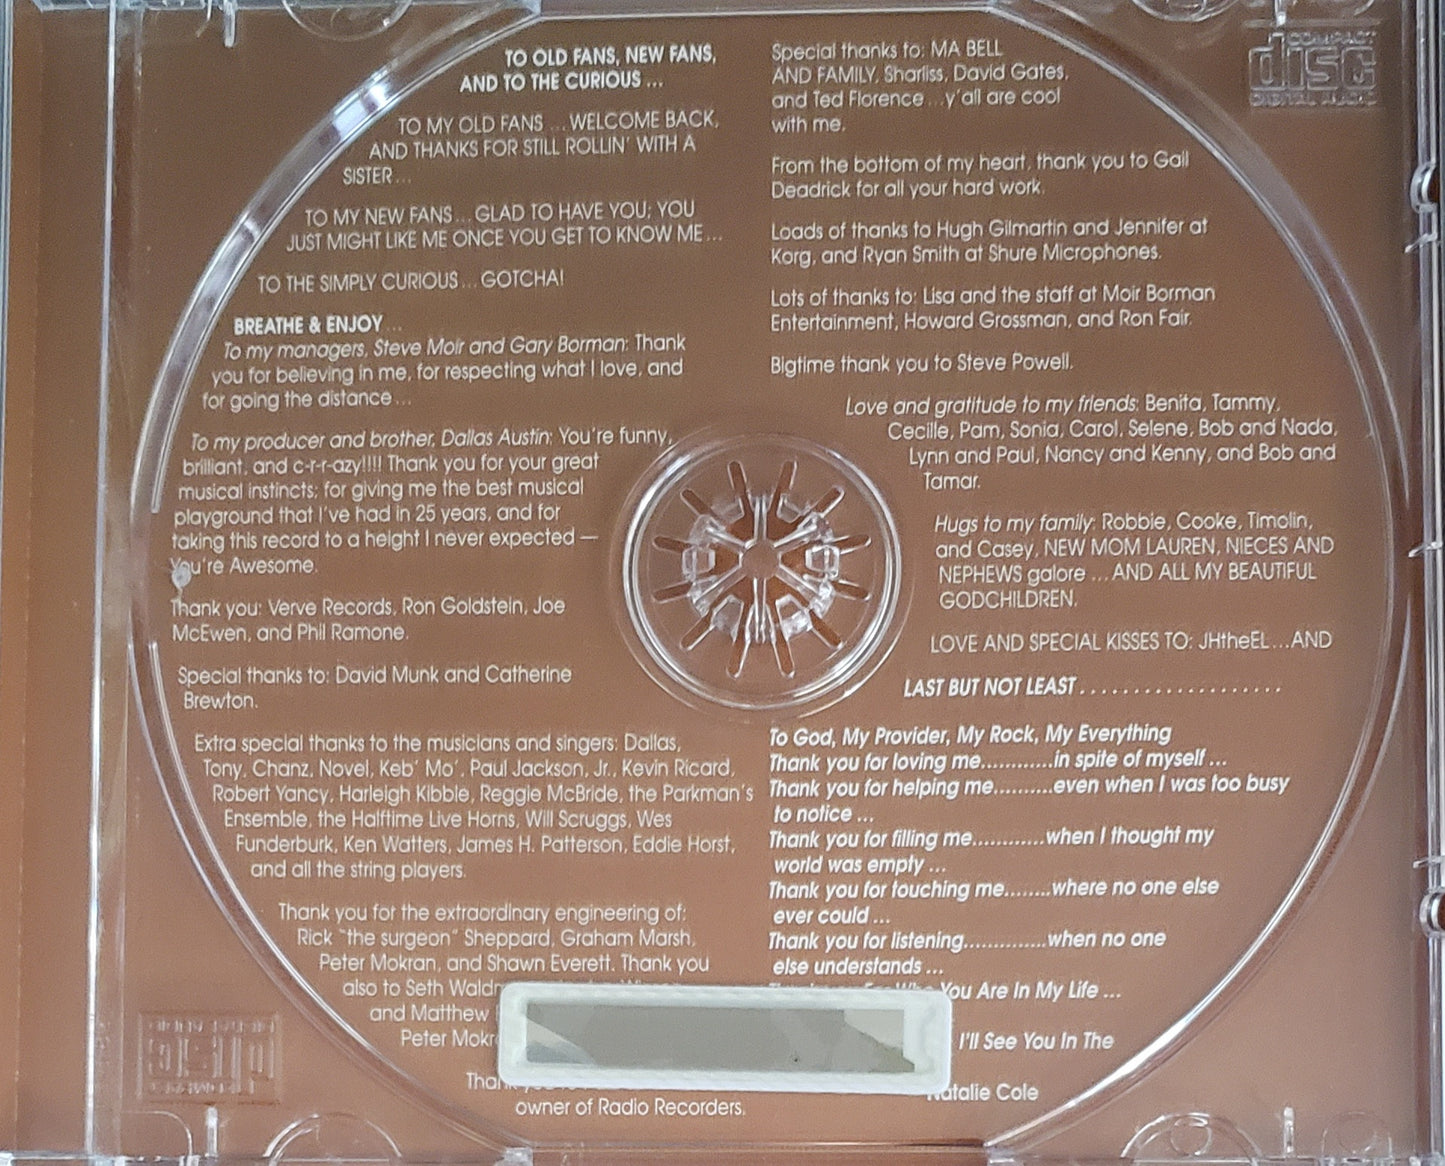 TO OLD FANS, NEW FANS,
AND TO THE CURIOUS ...
TO MY OLD FANS ... WELCOME BACK,
AND THANKS FOR STILL ROLLIN' WITH A
SISTER ...
TO MY NEW FANS ... GLAD TO HAVE YOU; YOU
JUST MIGHT LIKE ME ONCE YOU GET TO KNOW ME ...
TO THE SIMPLY CURIOUS ... GOTCHA!
BREATHE & ENJOY ...
To my managers, Steve Moir and Gary Borman: Thank
you for believing in me, for respecting what I love, and
for going the distance ...
To my producer and brother, Dallas Austin: You're funny,
brilliant, and c-r-r-azy!!!! Thank you for your great
musical instincts; for giving me the best musical
playground that I've had in 25 years, and for
taking this record to a height I never expected —
You're Awesome.
Thank you: Verve Records, Ron Goldstein, Joe
McEwen, and Phil Ramone.
Special thanks to: David Munk and Catherine
Brewton.
Extra special thanks to the musicians and singers: Dallas,
Tony, Chanz, Novel, Keb' Mo', Paul Jackson, Jr., Kevin Ricard,
Robert Yancy, Harleigh Kibble, Reggie McBride, the Parkman's
Ensemble, the Halftime Live Horns, Will Scruggs, Wes
Funderburk, Ken Watters, James H. Patterson, Eddie Horst,
and all the string players.
Thank you for the extraordinary engineering of:
Rick "the surgeon" Sheppard, Graham Marsh,
Peter Mokran, and Shawn Everett. Thank you
also to Seth
and Matthew
Peter
owner of Radio Recorders.
Special thanks to: MA BELL
AND FAMILY, Sharliss, David Gates,
and Ted Florence ... y'all are cool
with me.
From the bottom of my heart, thank you to Gail
Deadrick for all your hard work.
Loads of thanks to Hugh Gilmartin and Jennifer at
Korg, and Ryan Smith at Shure Microphones.
Lots of thanks to: Lisa and the staff at Moir Borman
Entertainment, Howard Grossman, and Ron Fair.
Bigtime thank you to Steve Powell.
Love and gratitude to my friends: Benita, Tammy,
Cecille, Pam, Sonia, Carol, Selene, Bob and Nada,
Lynn and Paul, Nancy and Kenny, and Bob and
Tamar.
Hugs to my family: Robbie, Cooke, Timolin,
and Casey, NEW MOM LAUREN, NIECES AND
NEPHEWS galore ... AND ALL MY BEAUTIFUL
GODCHILDREN.
LOVE AND SPECIAL KISSES TO: JHtheEL ... AND
LAST BUT NOT LEAST ...................
To God, My Provider, My Rock, My Everything
Thank you for loving me............in spite of myself ...
Thank you for helping me..........even when I was too busy
to notice ...
Thank you for filling me............when I thought my
world was empty ...
Thank you for touching me........where no one else
ever could ...
Thank you for listening..............when no one
else understands ...
You Are In My Life ...
I'll See You In The
Natalie Cole
COMPACT
disc
DIGITAL AUDIO